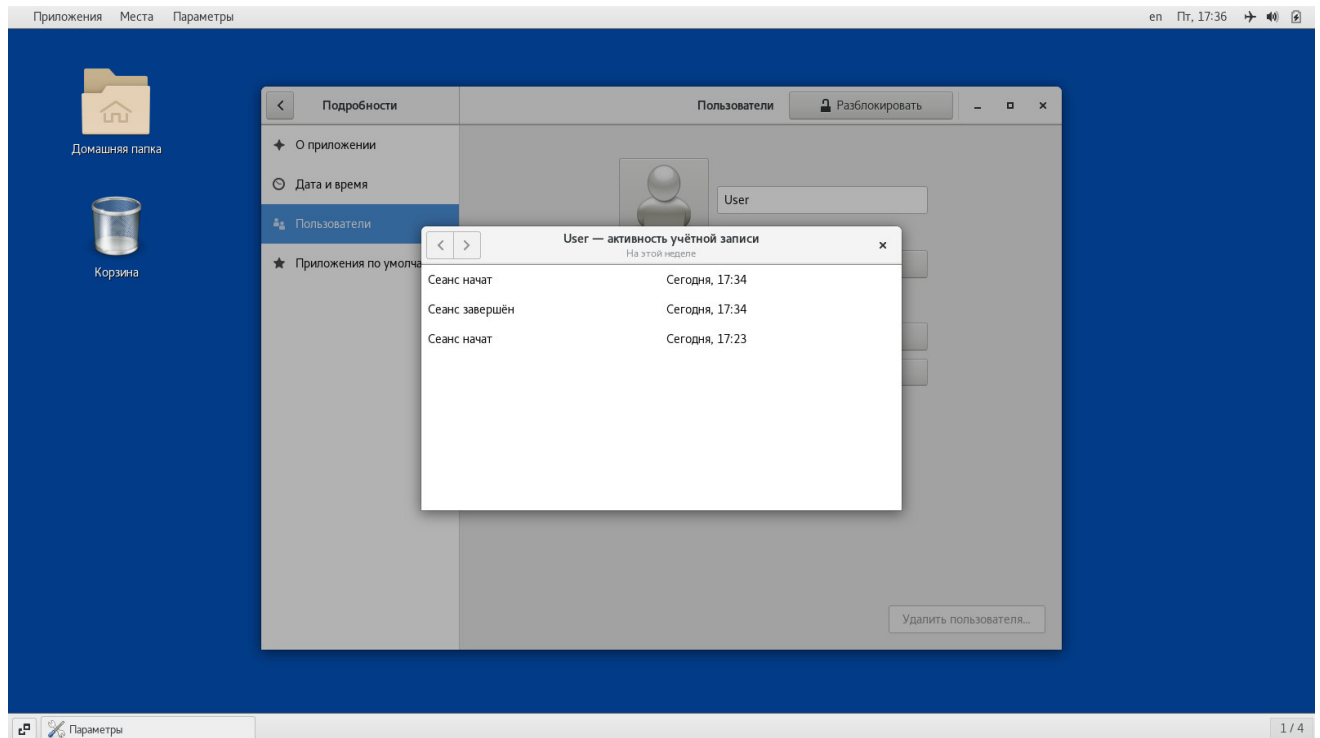 Приложения Места Параметры en Пт, 17:36
Домашняя папка
Корзина
Подробности Пользователи Разблокировать
О приложении
Дата и время
Пользователи
Приложения по умолча
User
User — активность учётной записи
На этой неделе
Сеанс начат Сегодня, 17:34
Сеанс завершён Сегодня, 17:34
Сеанс начат Сегодня, 17:23
Удалить пользователя...
Параметры 1 / 4